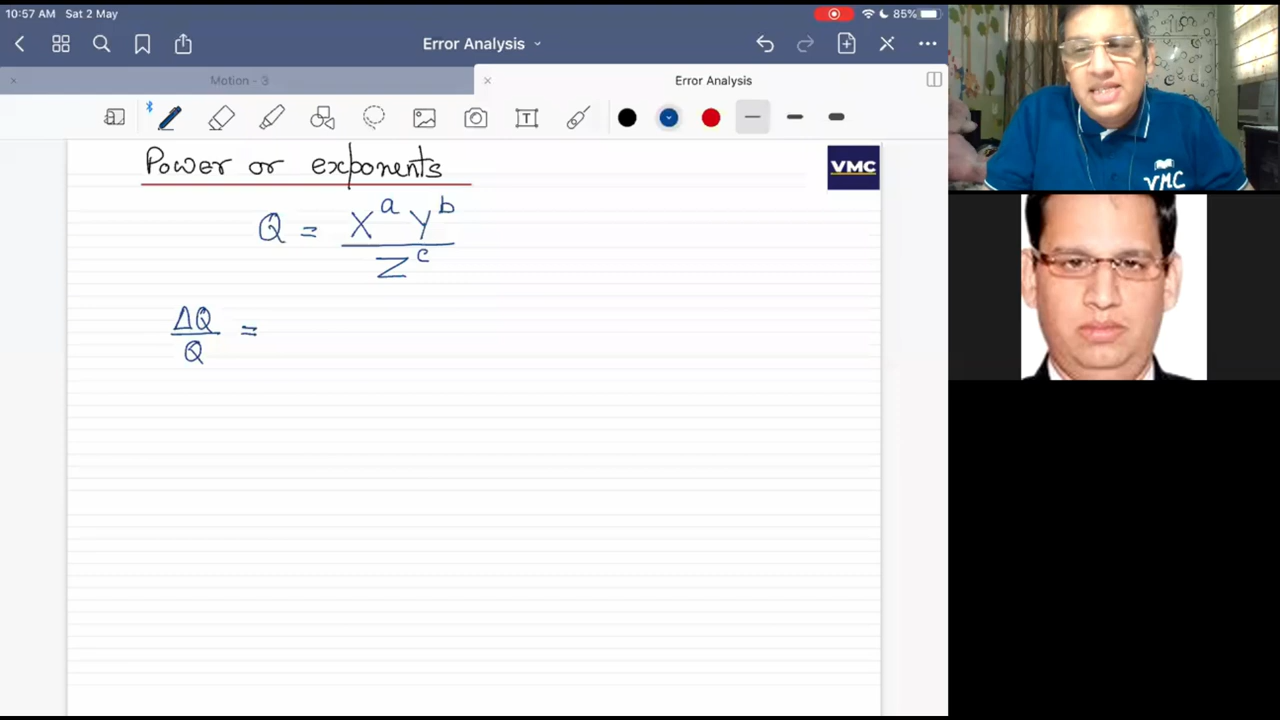 10:57 AM Sat 2 May
85%
Error Analysis
Motion - 3
Error Analysis
T
Power or exponents
VMC
Q = X^a Y^b / Z^c
ΔQ / Q =
VMC